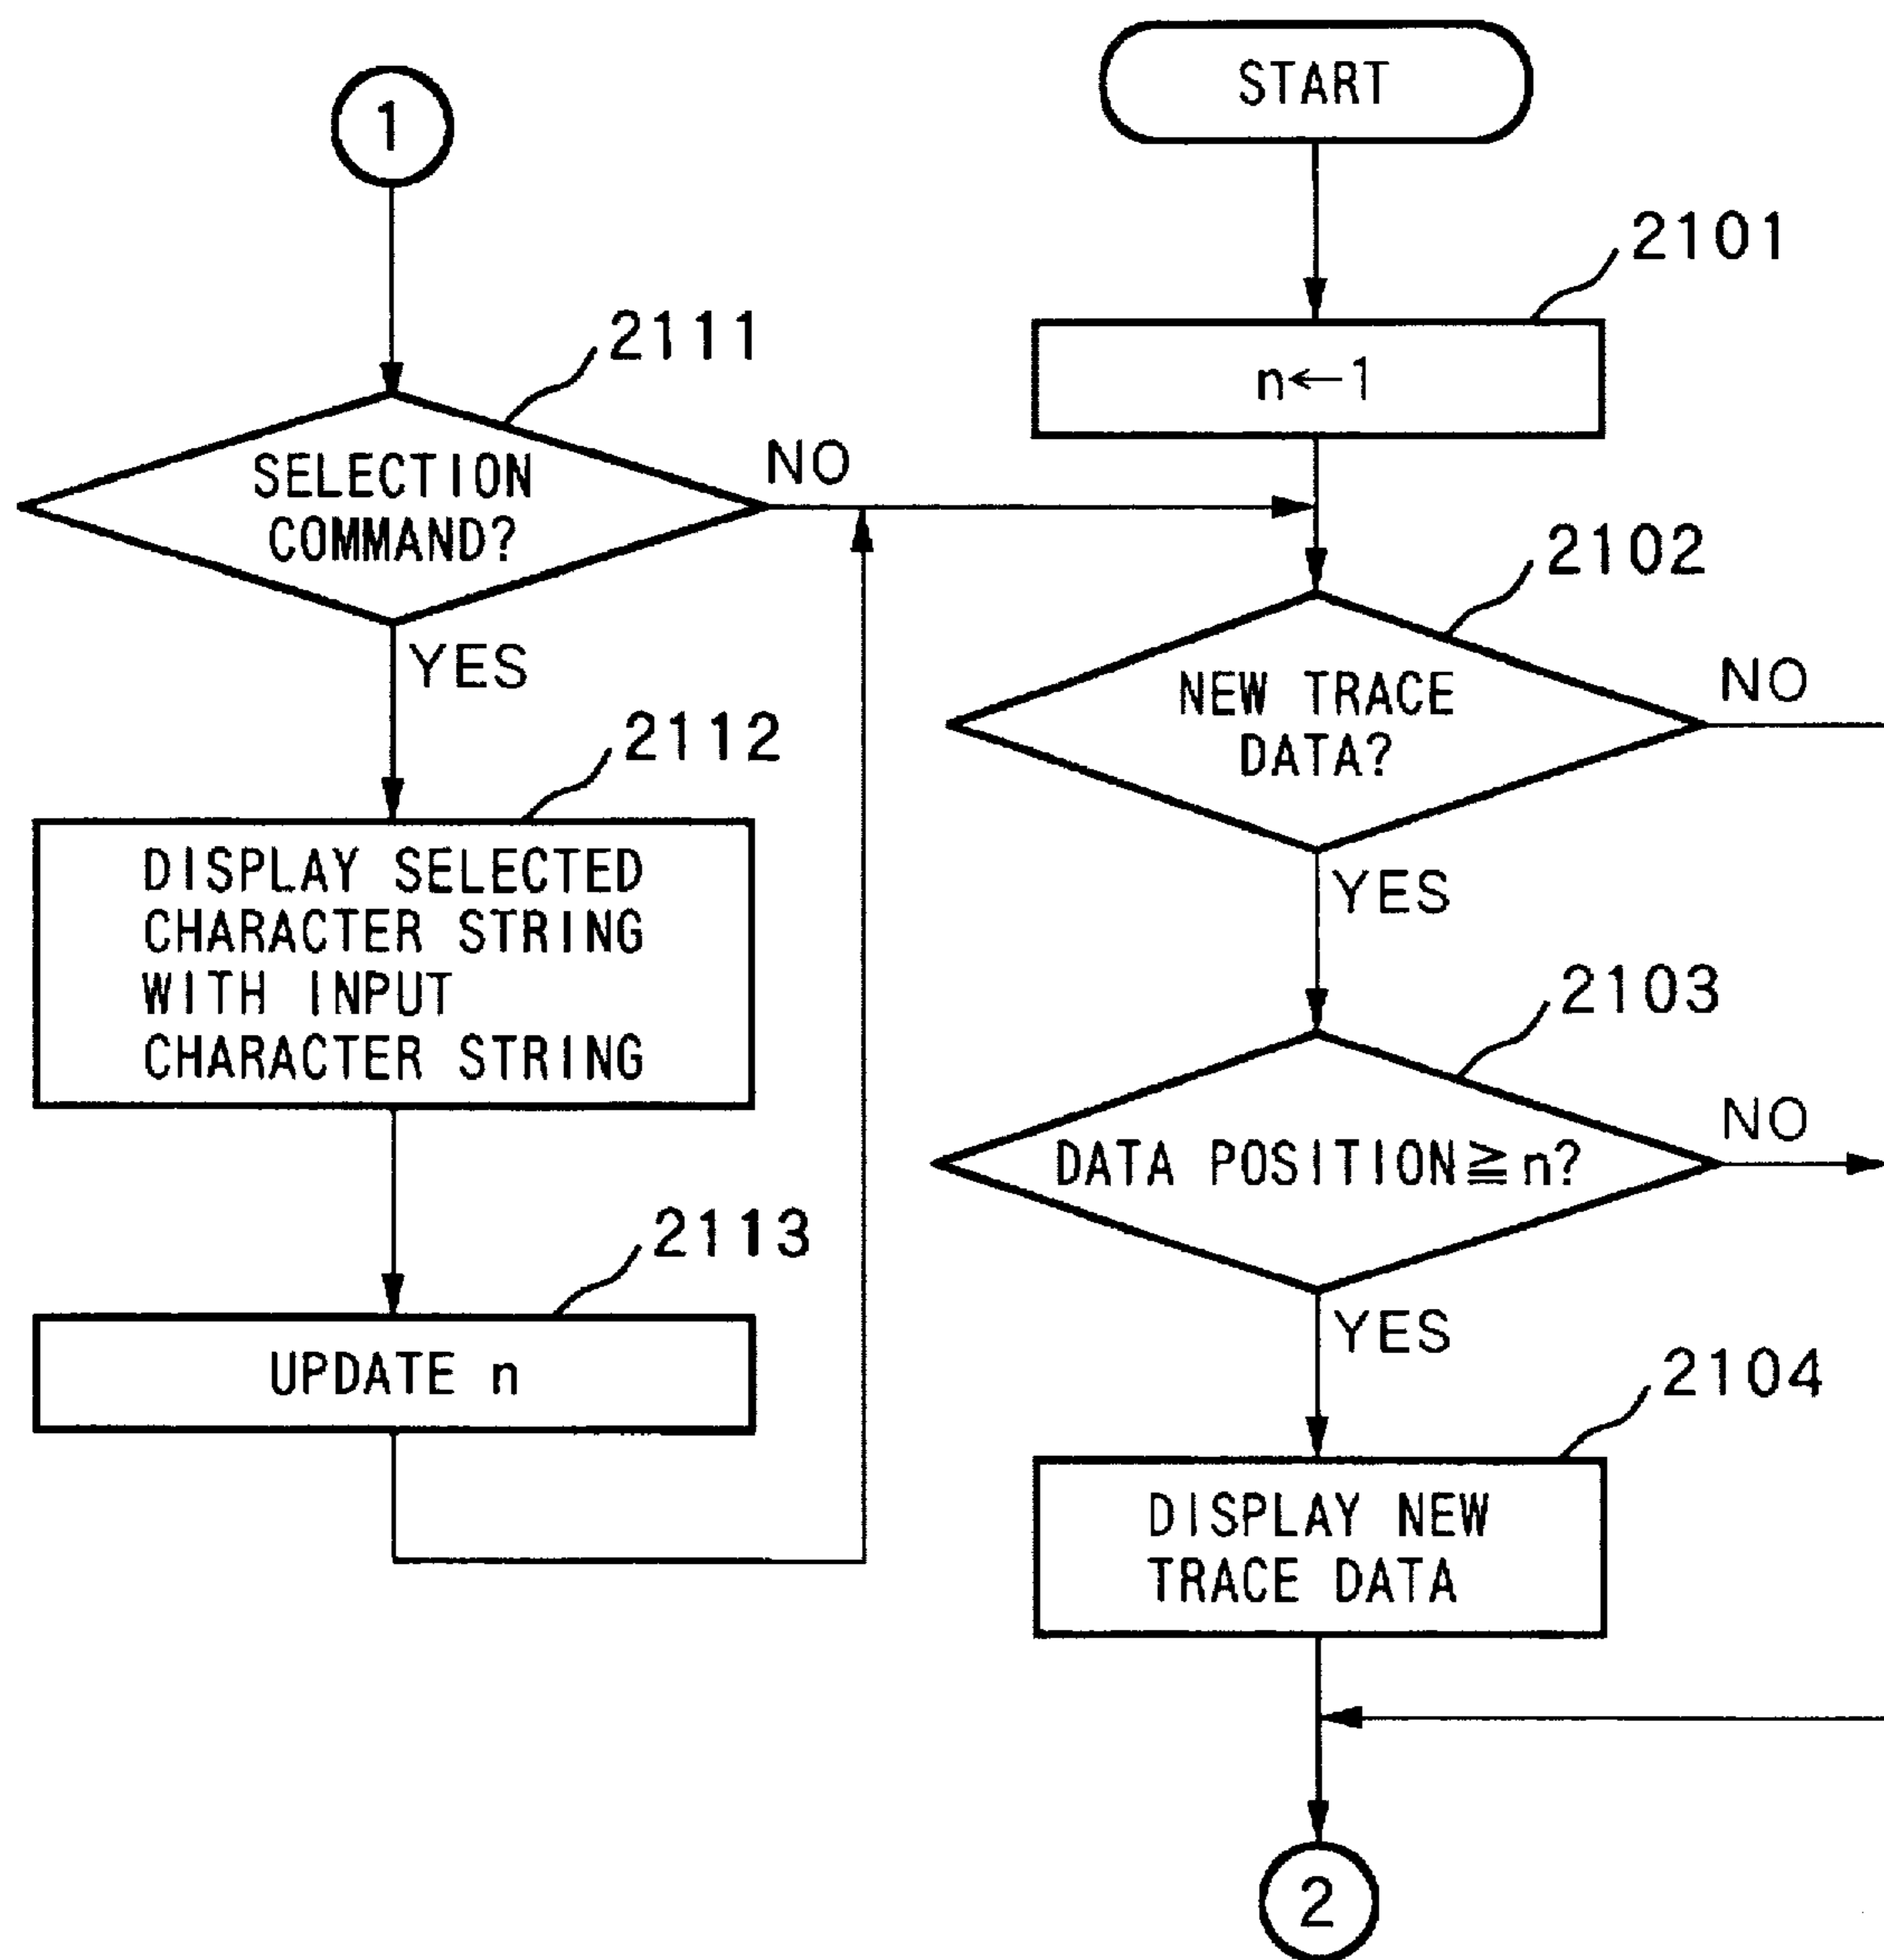 1
2111
SELECTION
COMMAND?
NO
YES
2112
DISPLAY SELECTED
CHARACTER STRING
WITH INPUT
CHARACTER STRING
2113
UPDATE n
START
2101
n←1
2102
NEW TRACE
DATA?
NO
YES
2103
DATA POSITION≧n?
NO
YES
2104
DISPLAY NEW
TRACE DATA
2